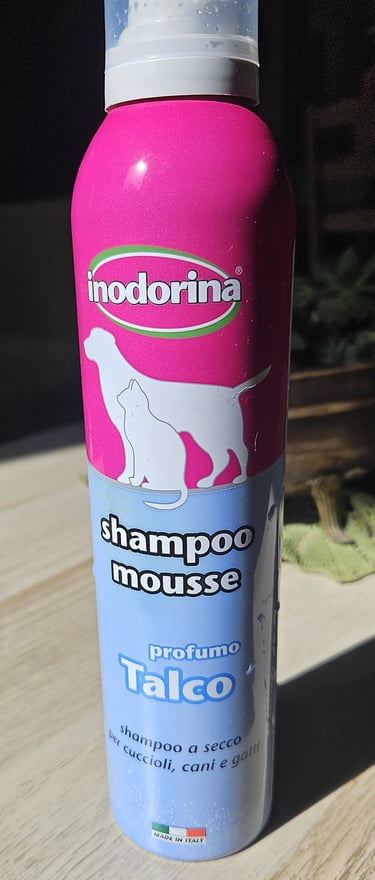 inodorina®
shampoo
mousse
profumo
Talco
shampoo a secco
per cuccioli, cani e gatti
MADE IN ITALY